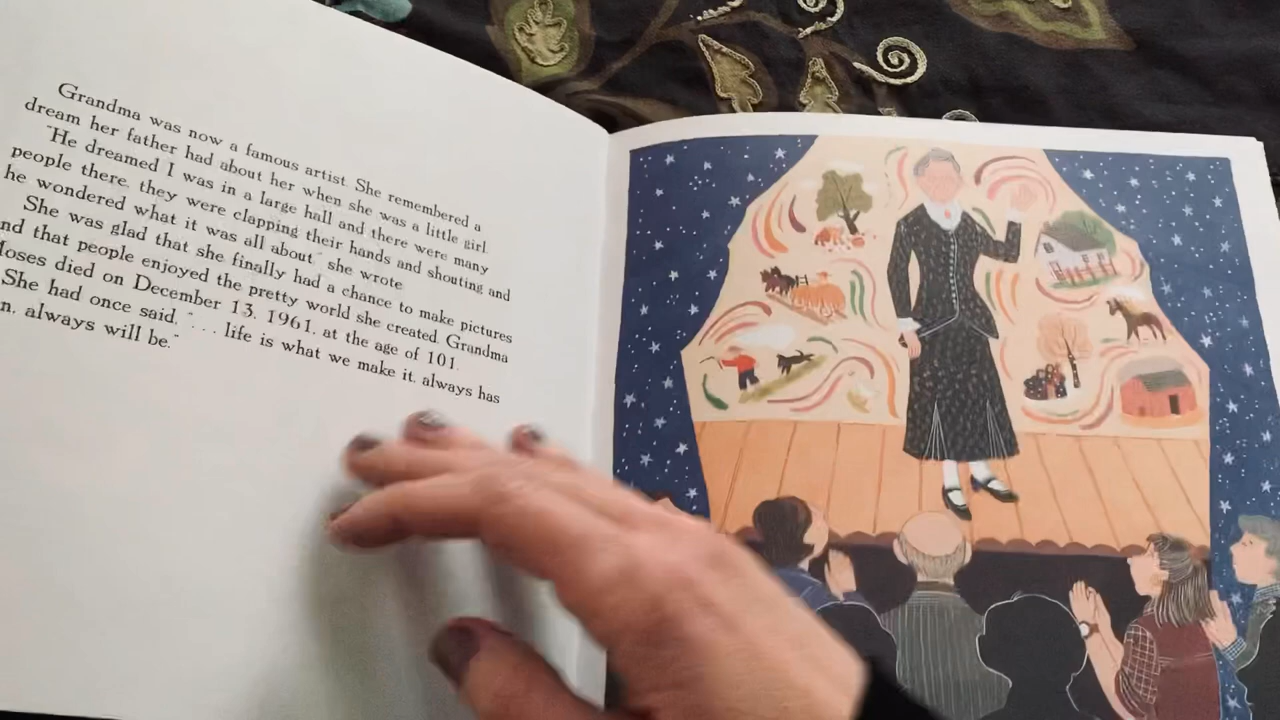 Grandma was now a famous artist. She remembered a
dream her father had about her when she was a little girl.
"He dreamed I was in a large hall and there were many
people there, they were clapping their hands and shouting and
he wondered what it was all about" she wrote.
She was glad that she finally had a chance to make pictures
nd that people enjoyed the pretty world she created. Grandma
Moses died on December 13, 1961, at the age of 101.
She had once said, ". . . life is what we make it, always has
n, always will be."